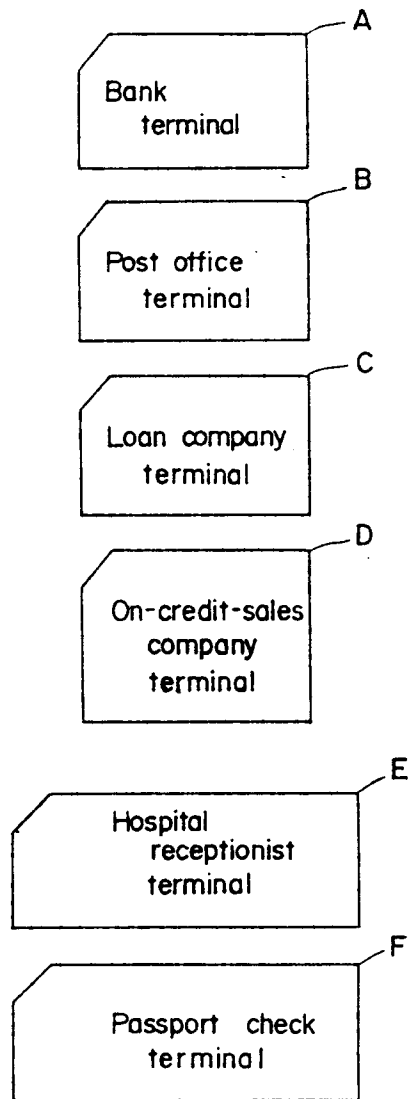 A
Bank
terminal
B
Post office
terminal
C
Loan company
terminal
D
On-credit-sales
company
terminal
E
Hospital
receptionist
terminal
F
Passport check
terminal